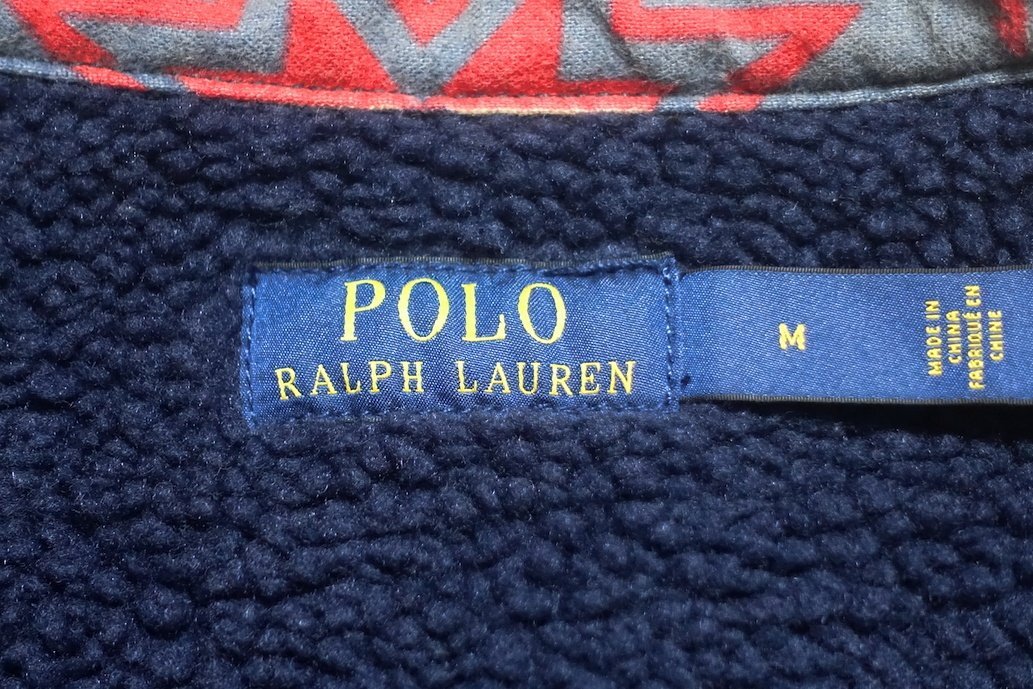 POLO
RALPH LAUREN
M
MADE IN
CHINA
FABRIQUÉ EN
CHINE